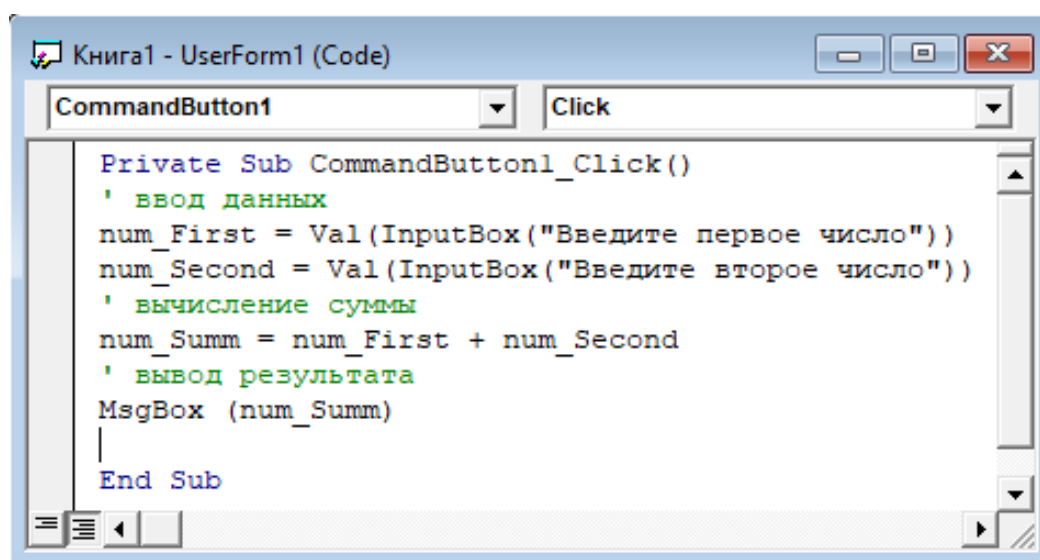 Книга1 - UserForm1 (Code)
CommandButton1 Click
Private Sub CommandButton1_Click()
' ввод данных
num_First = Val(InputBox("Введите первое число"))
num_Second = Val(InputBox("Введите второе число"))
' вычисление суммы
num_Summ = num_First + num_Second
' вывод результата
MsgBox (num_Summ)
End Sub